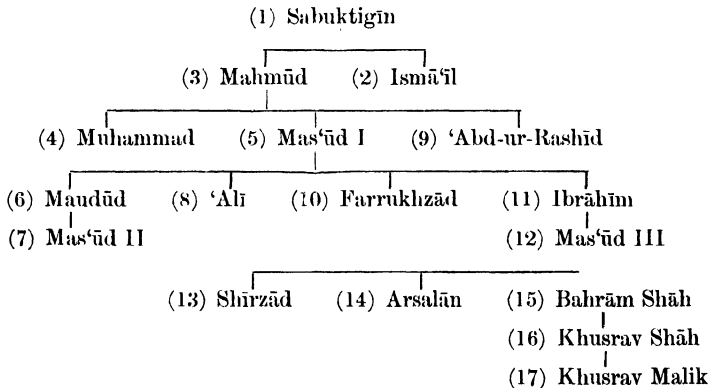 (1) Sabuktigīn
(3) Mahmūd (2) Ismā‘īl
(4) Muhammad (5) Mas‘ūd I (9) ‘Abd-ur-Rashīd
(6) Maudūd (8) ‘Alī (10) Farrukhzād (11) Ibrāhīm
(7) Mas‘ūd II (12) Mas‘ūd III
(13) Shīrzād (14) Arsalān (15) Bahrām Shāh
(16) Khusrav Shāh
(17) Khusrav Malik